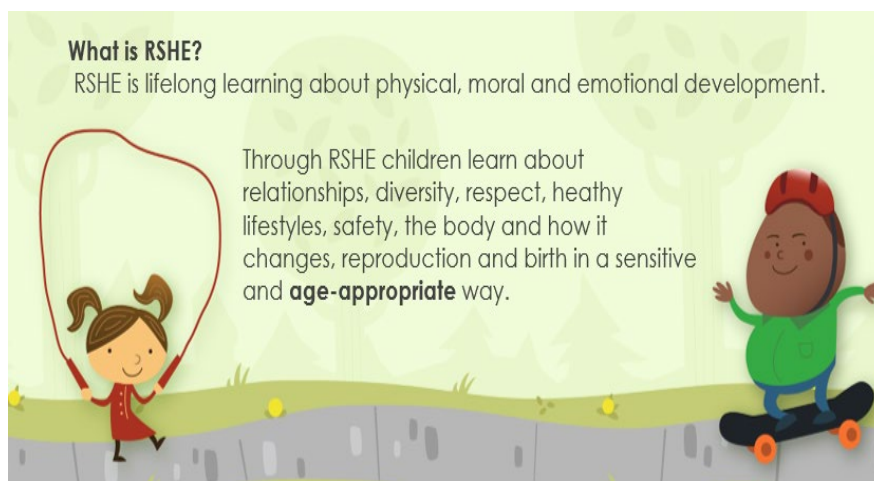 What is RSHE?
RSHE is lifelong learning about physical, moral and emotional development.
Through RSHE children learn about
relationships, diversity, respect, heathy
lifestyles, safety, the body and how it
changes, reproduction and birth in a sensitive
and age-appropriate way.